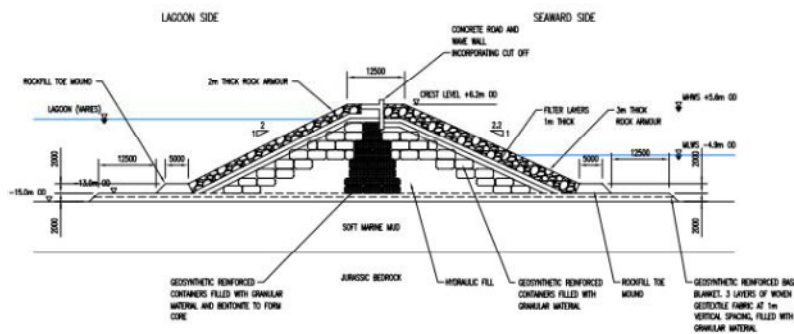 LAGOON SIDE
SEAWARD SIDE
CONCRETE ROAD AND
WAVE WALL
INCORPORATING CUT OFF
12500
ROCKFILL TOE MOUND
2m THICK ROCK ARMOUR
CREST LEVEL +6.2m OD
MHWS +5.6m OD
LAGOON (VARIES)
2
1
2.2
1
FILTER LAYERS
1m THICK
3m THICK
ROCK ARMOUR
MLWS -4.9m OD
12500
5000
5000
12500
2000
2000
-13.0m OD
-15.0m OD
2000
2000
SOFT MARINE MUD
JURASSIC BEDROCK
GEOSYNTHETIC REINFORCED
CONTAINERS FILLED WITH GRANULAR
MATERIAL AND BENTONITE TO FORM
CORE
HYDRAULIC FILL
GEOSYNTHETIC REINFORCED
CONTAINERS FILLED WITH
GRANULAR MATERIAL
ROCKFILL TOE
MOUND
GEOSYNTHETIC REINFORCED BAS
BLANKET. 3 LAYERS OF WOVEN
GEOTEXTILE FABRIC AT 1m
VERTICAL SPACING, FILLED WITH
GRANULAR MATERIAL